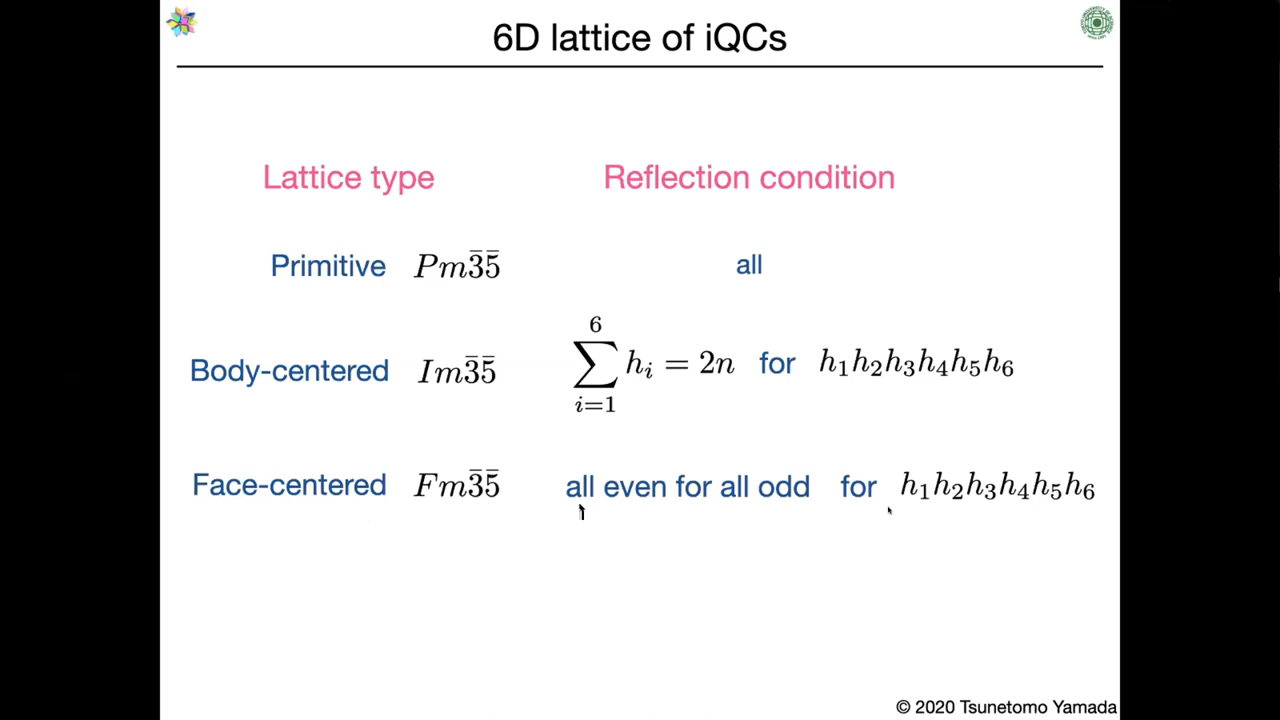 6D lattice of iQCs
Lattice type Reflection condition
Primitive Pm3̅5̅ all
Body-centered Im3̅5̅ ∑_{i=1}^{6} h_i = 2n for h₁h₂h₃h₄h₅h₆
Face-centered Fm3̅5̅ all even for all odd for h₁h₂h₃h₄h₅h₆
© 2020 Tsunetomo Yamada